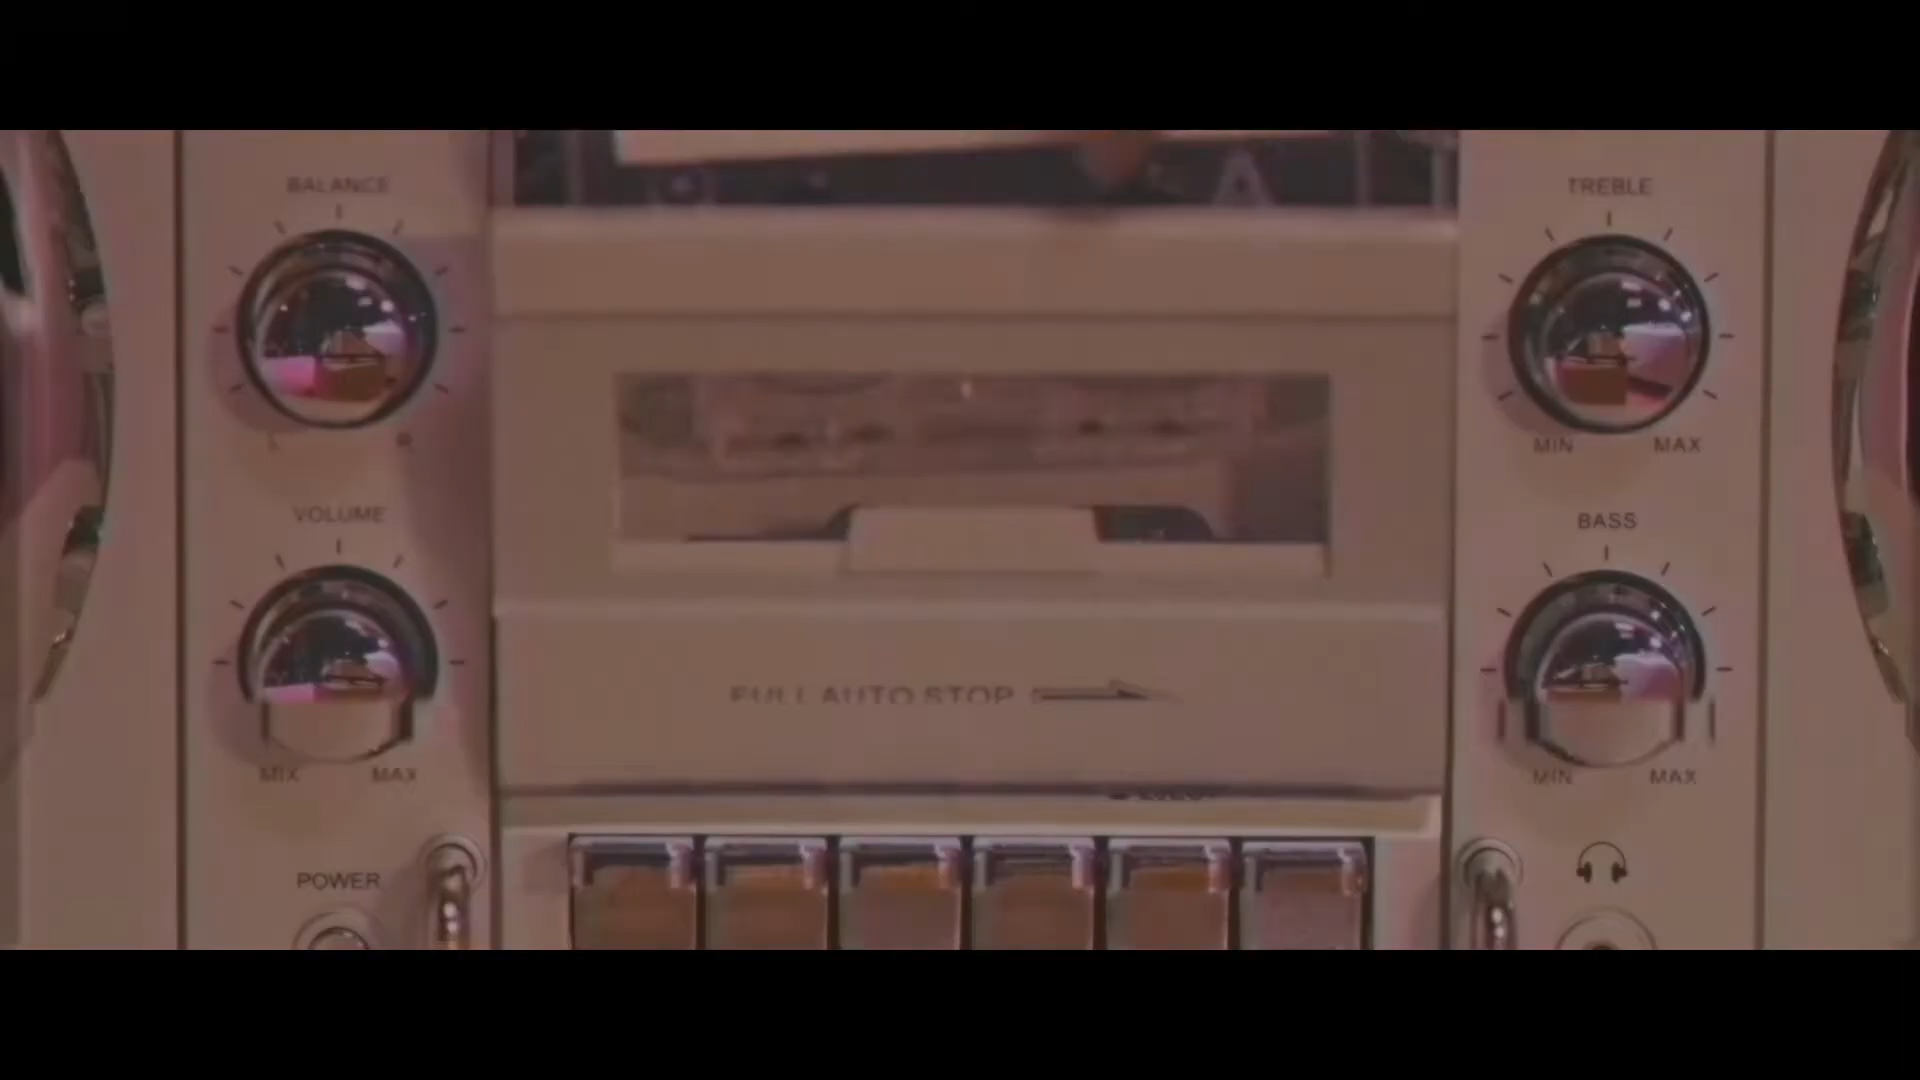 BALANCE
TREBLE
L R
MIN MAX
VOLUME
BASS
FULL AUTO STOP
MIX MAX
MIN MAX
POWER